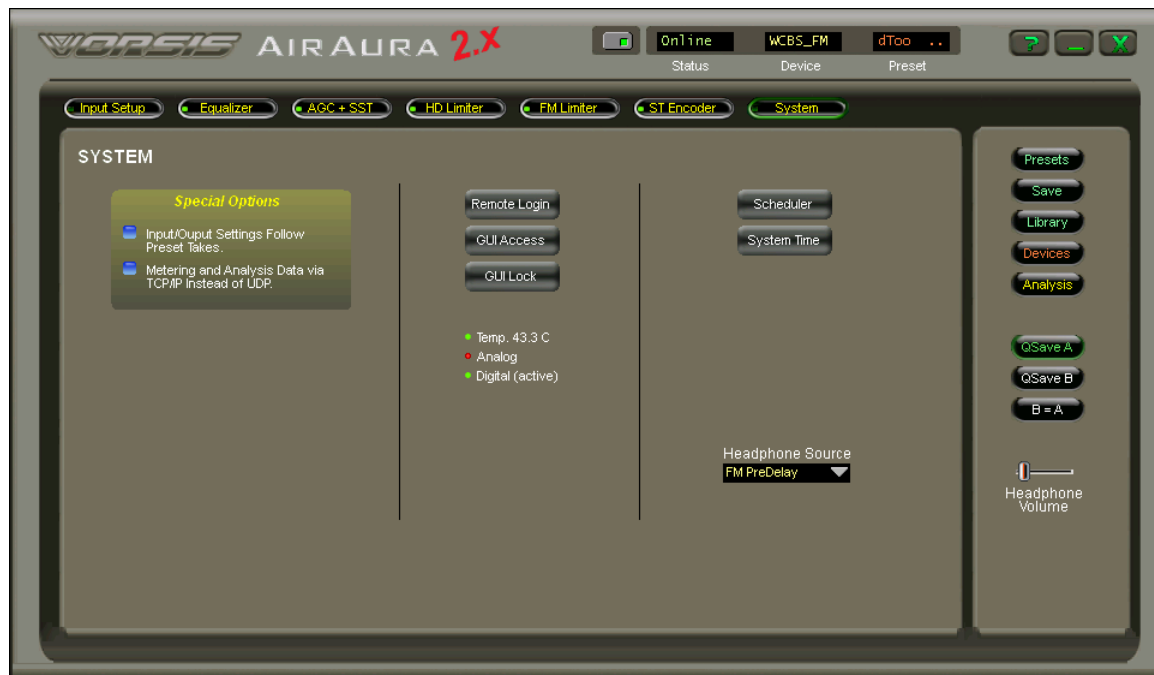 VORSIS AIRAURA 2.X
Online WCBS_FM dToo ..
Status Device Preset
? _ X
Input Setup Equalizer AGC + SST HD Limiter FM Limiter ST Encoder System
SYSTEM
Special Options
Input/Ouput Settings Follow
Preset Takes.
Metering and Analysis Data via
TCP/IP Instead of UDP.
Remote Login
GUI Access
GUI Lock
Temp. 43.3 C
Analog
Digital (active)
Scheduler
System Time
Headphone Source
FM PreDelay
Presets
Save
Library
Devices
Analysis
QSave A
QSave B
B = A
Headphone
Volume